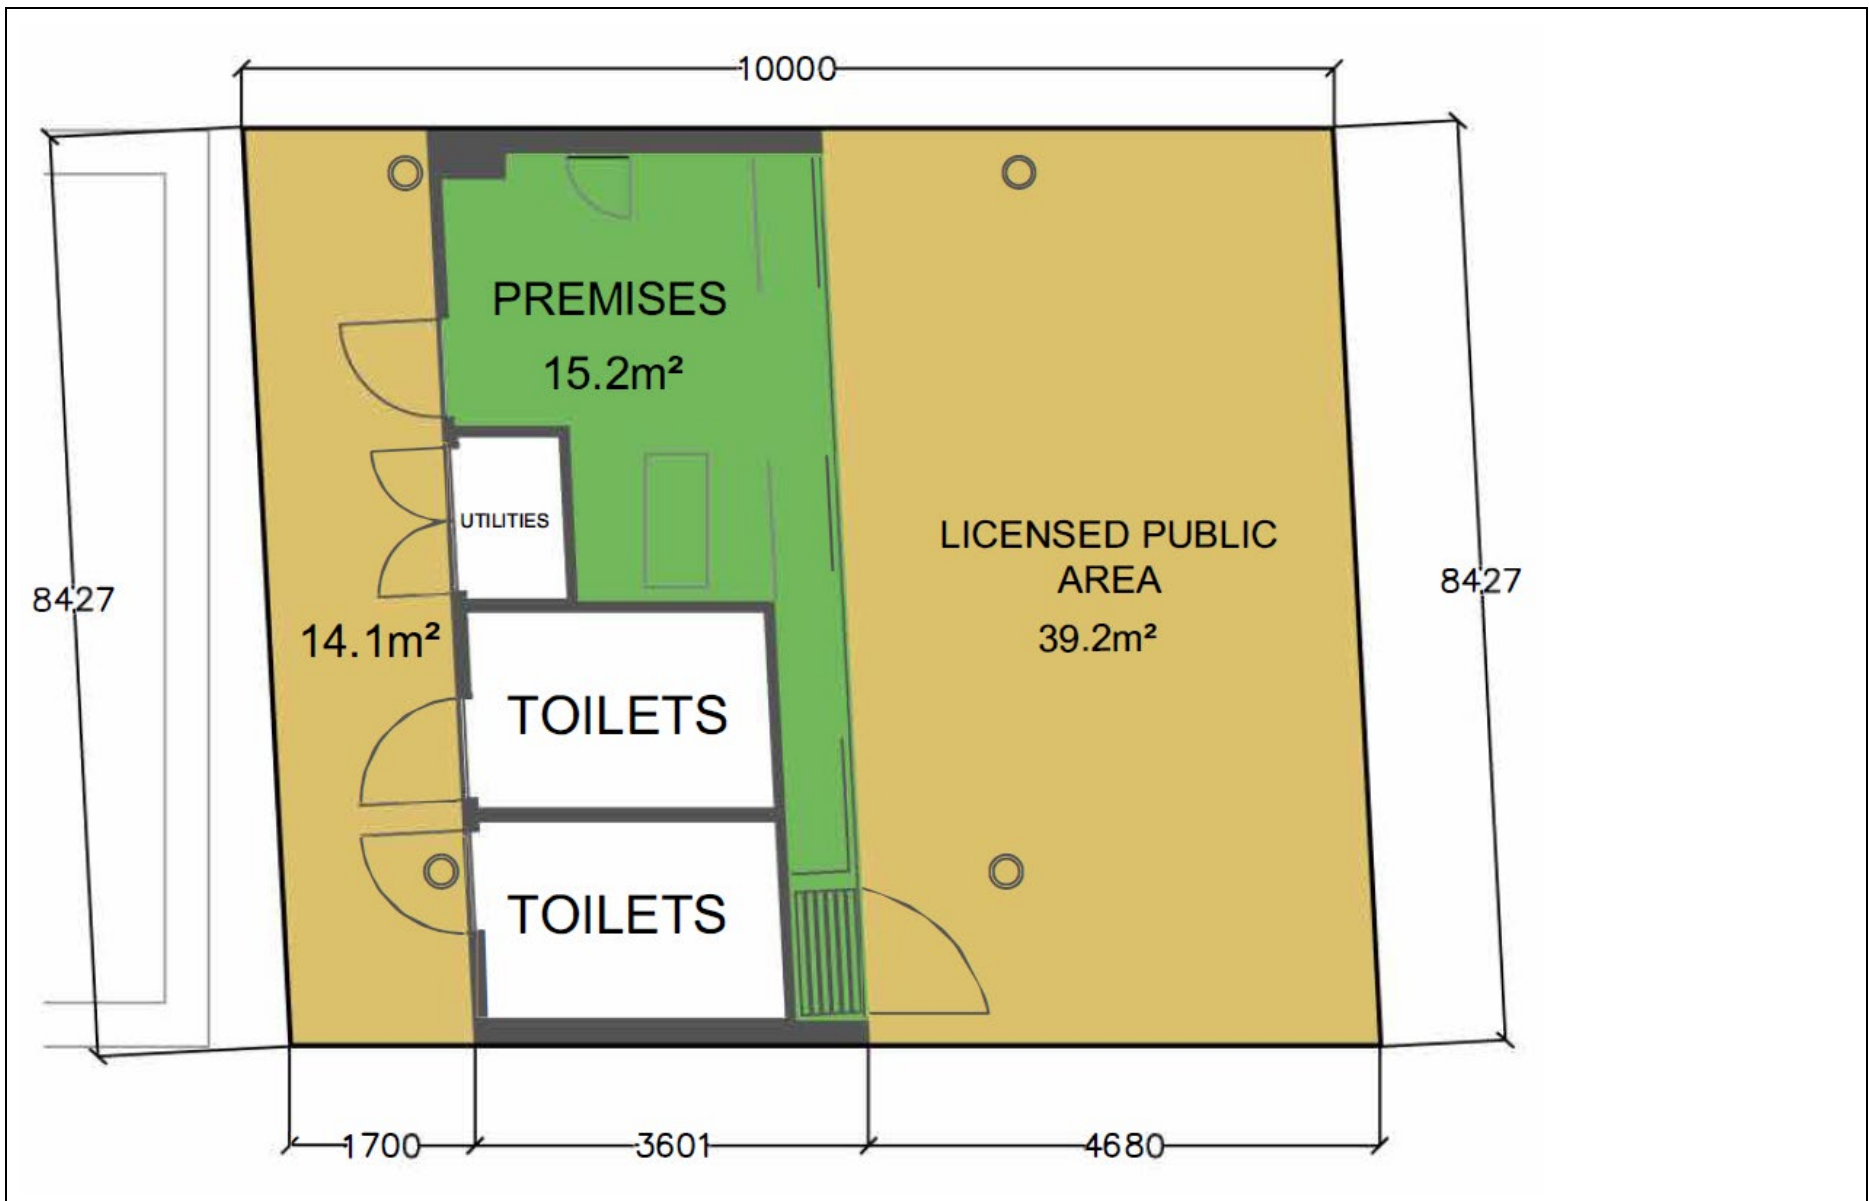 10000
PREMISES
15.2m²
UTILITIES
LICENSED PUBLIC
AREA
39.2m²
8427
8427
14.1m²
TOILETS
TOILETS
1700
3601
4680